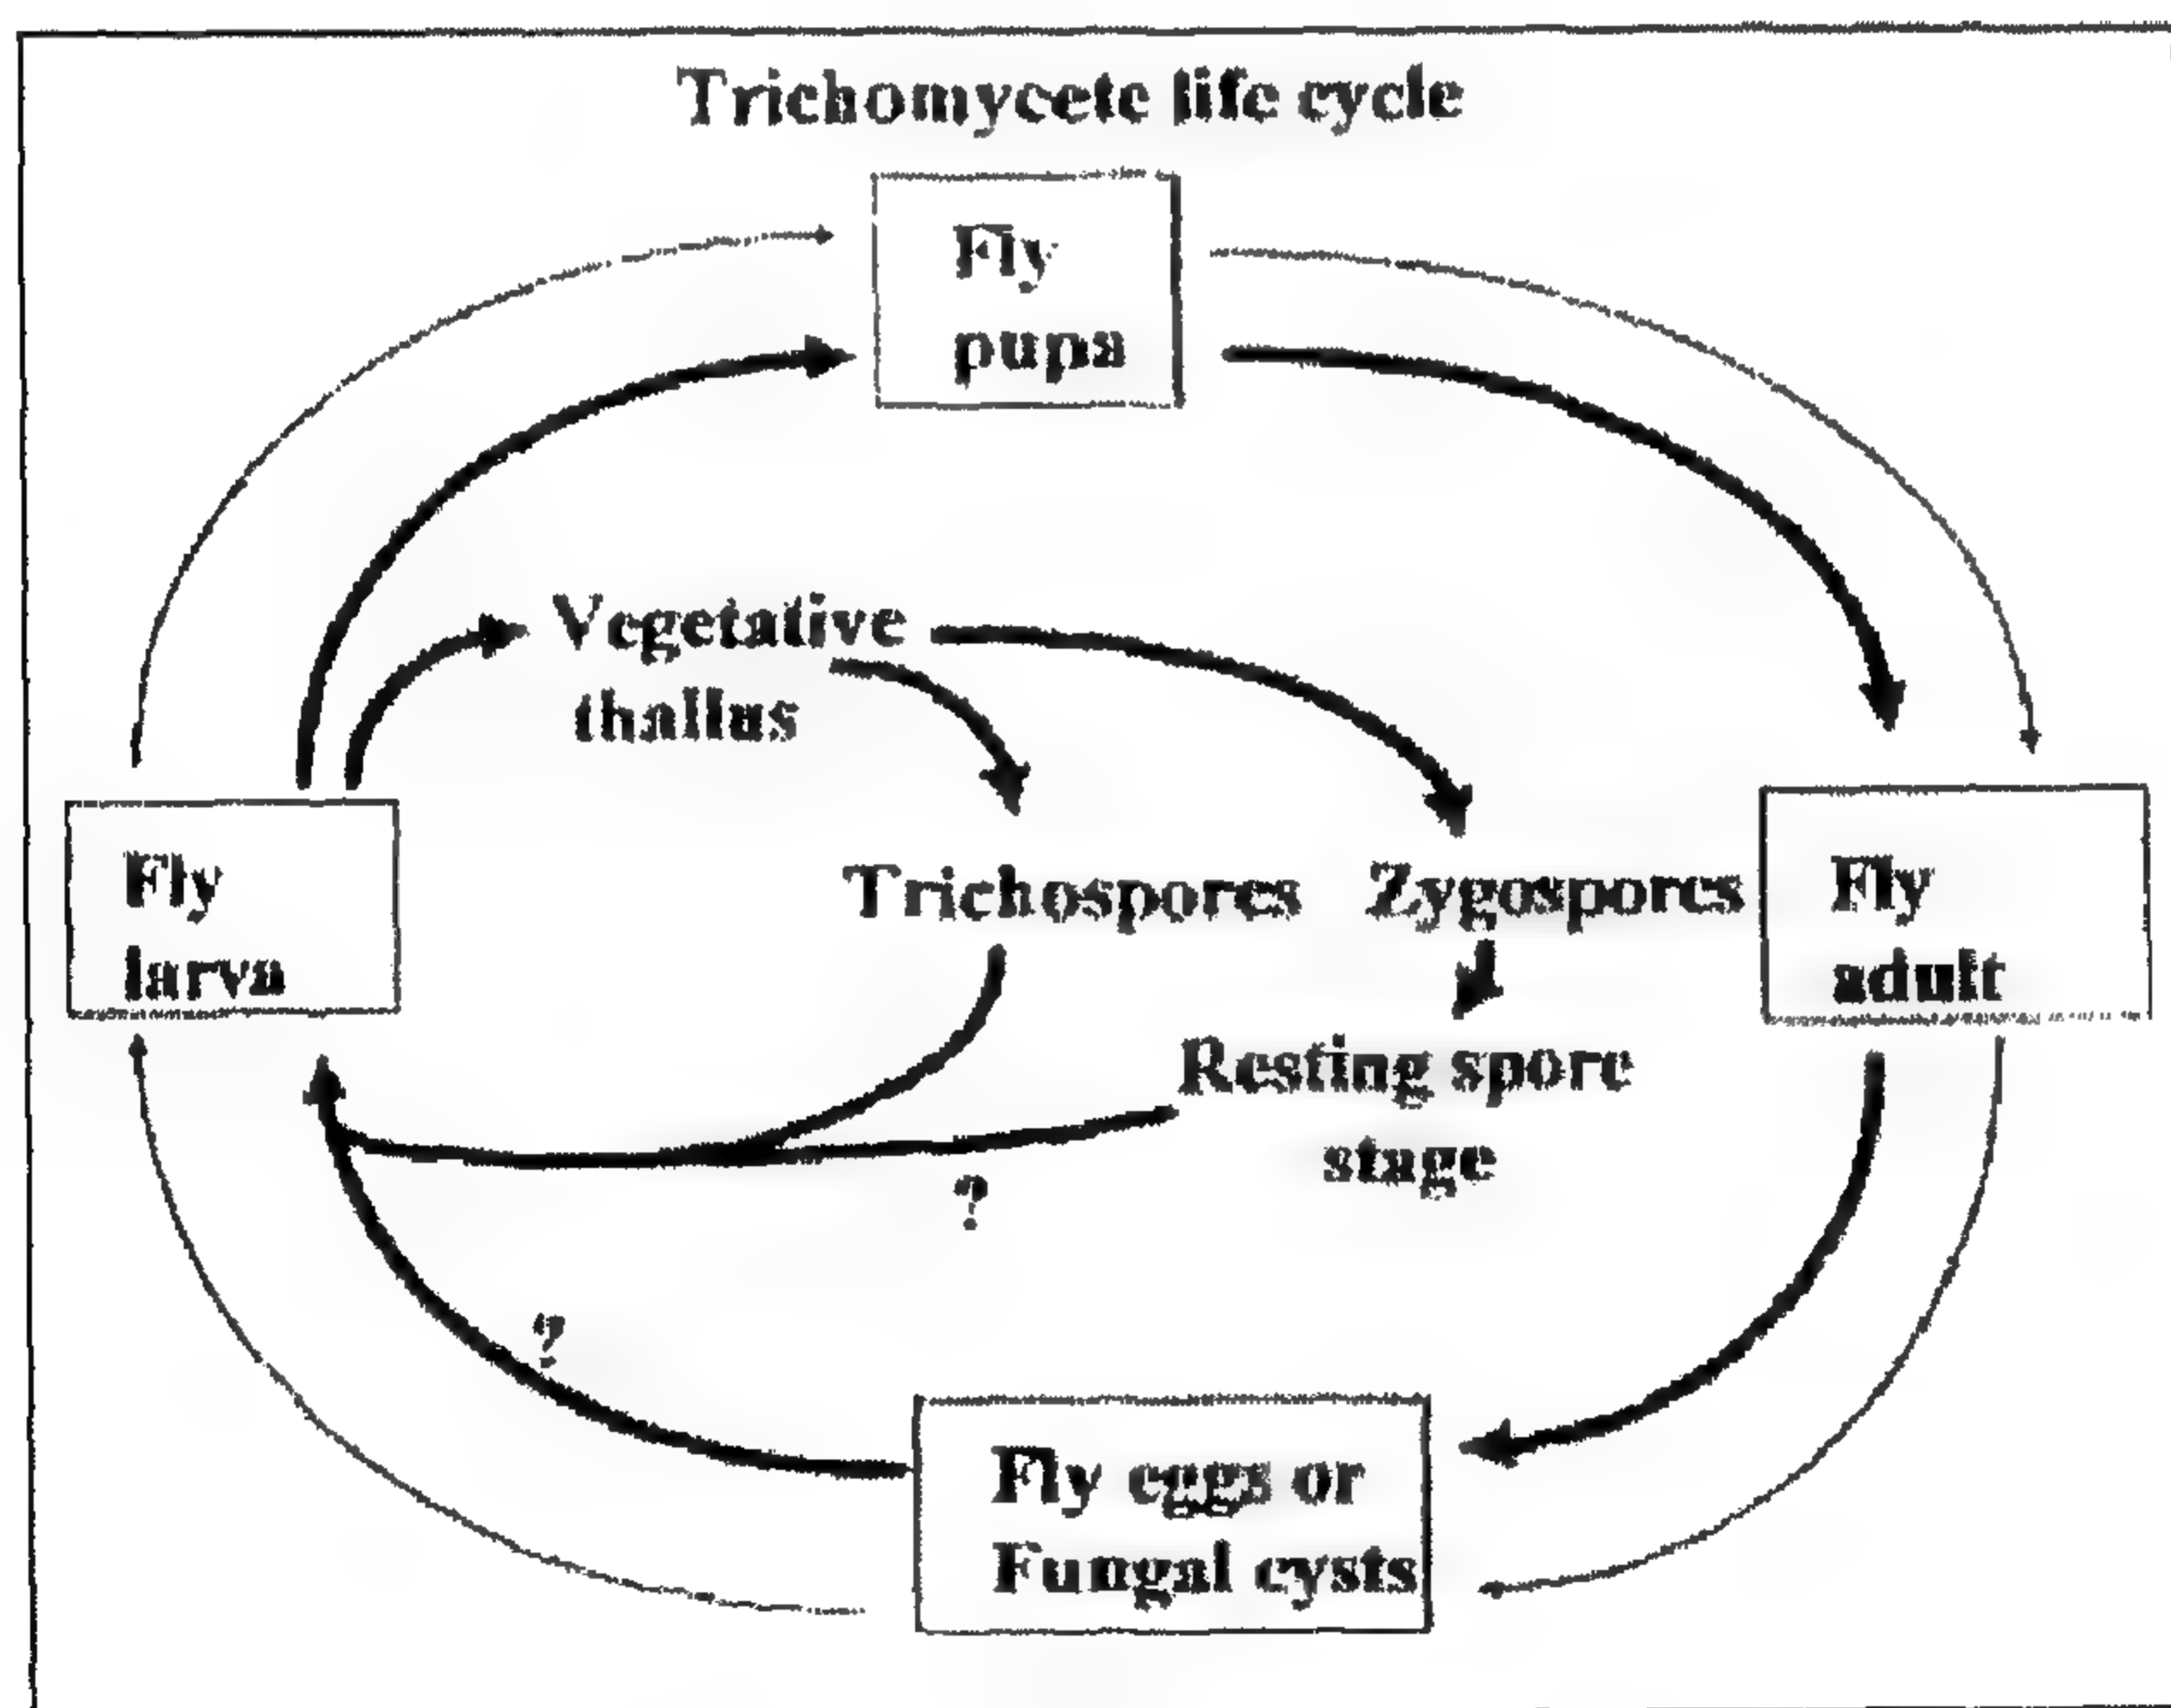 Trichomycete life cycle
Fly
pupa
Vegetative
thallus
Fly
larva
Trichospores
Zygospores
Fly
adult
Resting spore
stage
?
?
Fly eggs or
Fungal cysts